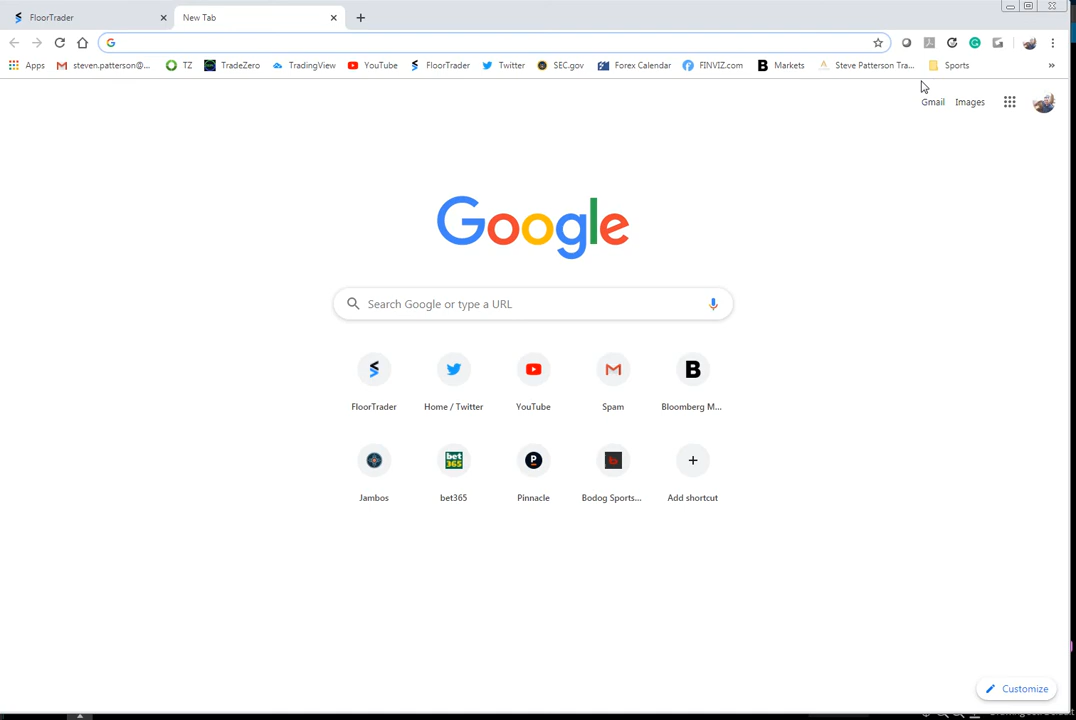 FloorTrader
New Tab
Apps steven.patterson@... TZ TradeZero TradingView YouTube FloorTrader Twitter SEC.gov Forex Calendar FINVIZ.com Markets Steve Patterson Tra... Sports »
Gmail Images
Google
Search Google or type a URL
FloorTrader Home / Twitter YouTube Spam Bloomberg M...
bet365
Jambos bet365 Pinnacle Bodog Sports... Add shortcut
Customize